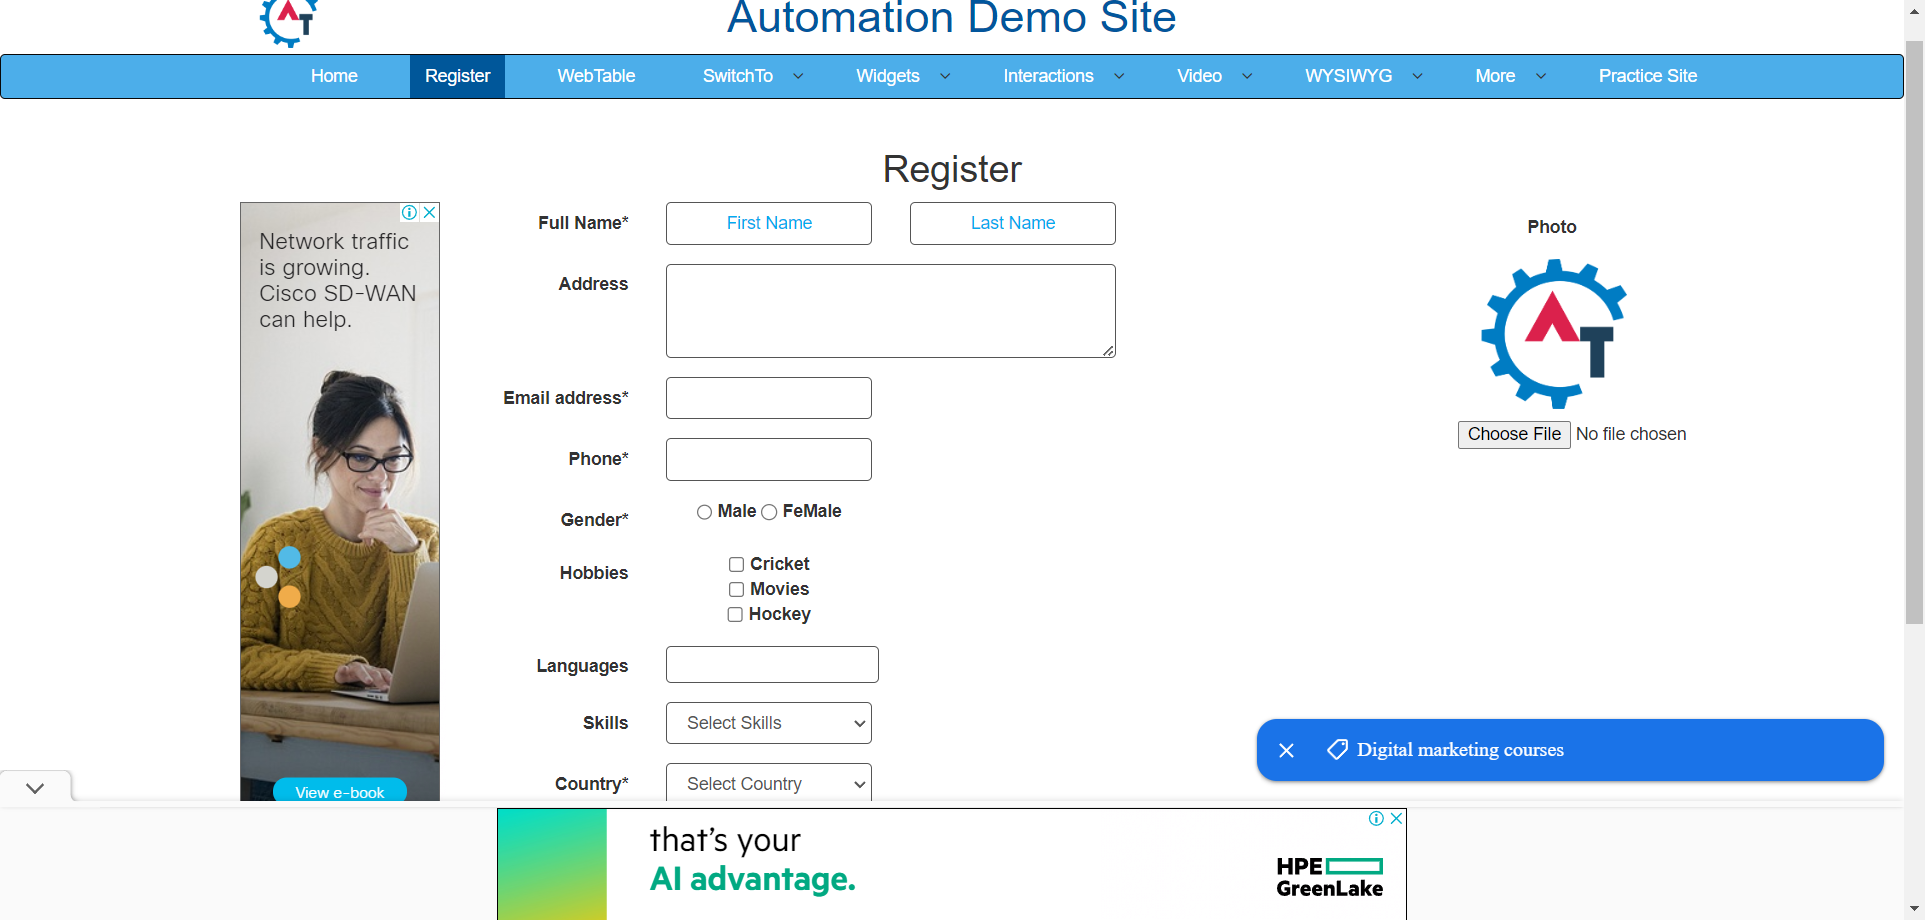 Automation Demo Site
Home Register WebTable SwitchTo Widgets Interactions Video WYSIWYG More Practice Site
Register
Network traffic
is growing.
Cisco SD-WAN
can help.
View e-book
Full Name* First Name Last Name
Address
Email address*
Phone*
Gender* Male FeMale
Hobbies Cricket
Movies
Hockey
Languages
Skills Select Skills
Country* Select Country
Photo
AT
Choose File No file chosen
Digital marketing courses
that's your
AI advantage.
HPE
GreenLake